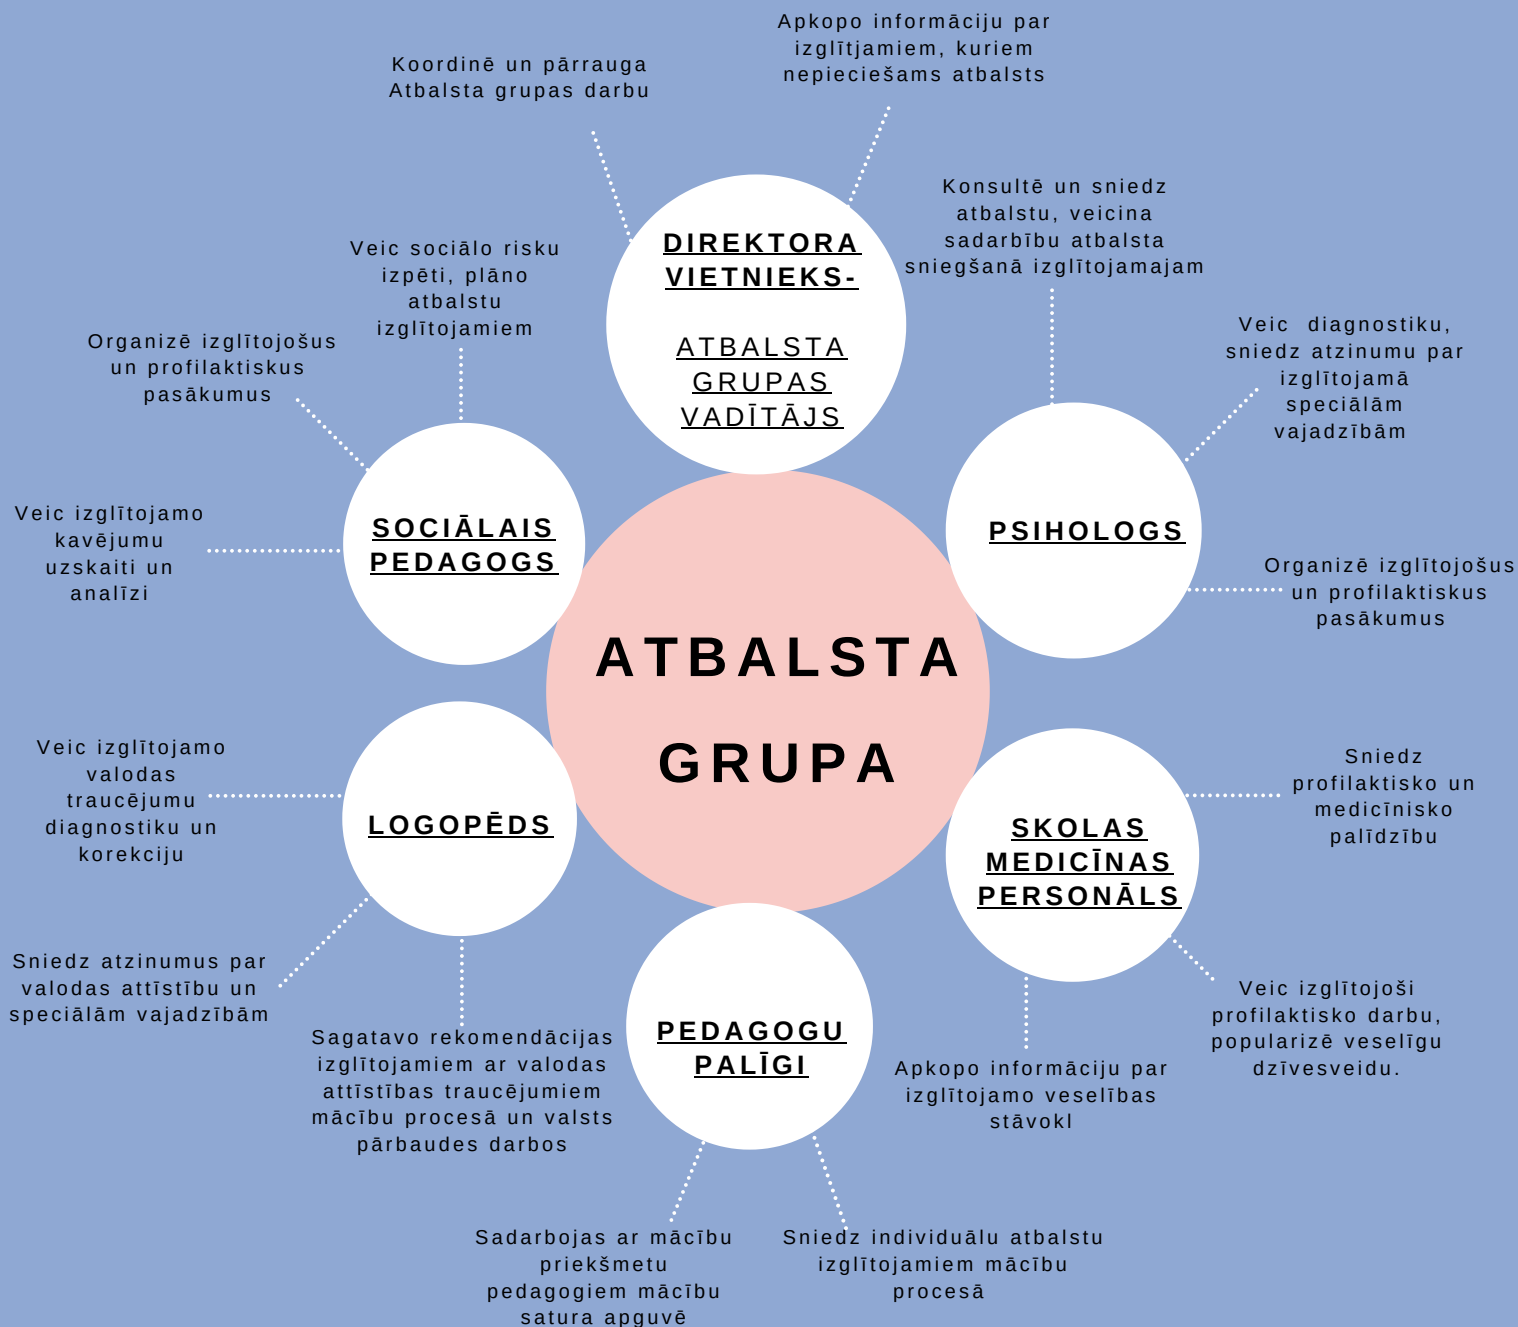 Apkopo informāciju par
izglītjamiem, kuriem
nepieciešams atbalsts
Koordinē un pārrauga
Atbalsta grupas darbu
Konsultē un sniedz
atbalstu, veicina
sadarbību atbalsta
sniegšanā izglītojamajam
DIREKTORA
VIETNIEKS-
ATBALSTA
GRUPAS
VADĪTĀJS
Veic sociālo risku
izpēti, plāno
atbalstu
izglītojamiem
Organizē izglītojošus
un profilaktiskus
pasākumus
Veic diagnostiku,
sniedz atzinumu par
izglītojamā
speciālām
vajadzībām
SOCIĀLAIS
PEDAGOGS
PSIHOLOGS
Veic izglītojamo
kavējumu
uzskaiti un
analīzi
Organizē izglītojošus
un profilaktiskus
pasākumus
ATBALSTA
GRUPA
Veic izglītojamo
valodas
traucējumu
diagnostiku un
korekciju
LOGOPĒDS
Sniedz
profilaktisko un
medicīnisko
palīdzību
SKOLAS
MEDICĪNAS
PERSONĀLS
Sniedz atzinumus par
valodas attīstību un
speciālām vajadzībām
Sagatavo rekomendācijas
izglītojamiem ar valodas
attīstības traucējumiem
mācību procesā un valsts
pārbaudes darbos
PEDAGOGU
PALĪGI
Apkopo informāciju par
izglītojamo veselības
stāvokl
Veic izglītojoši
profilaktisko darbu,
popularizē veselīgu
dzīvesveidu.
Sadarbojas ar mācību
priekšmetu
pedagogiem mācību
satura apguvē
Sniedz individuālu atbalstu
izglītojamiem mācību
procesā